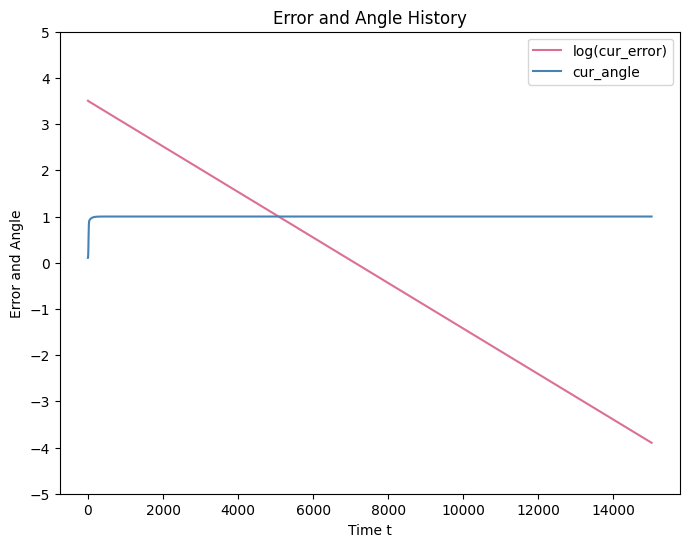 Error and Angle History
log(cur_error)
cur_angle
Error and Angle
5
4
3
2
1
0
−1
−2
−3
−4
−5
0 2000 4000 6000 8000 10000 12000 14000
Time t